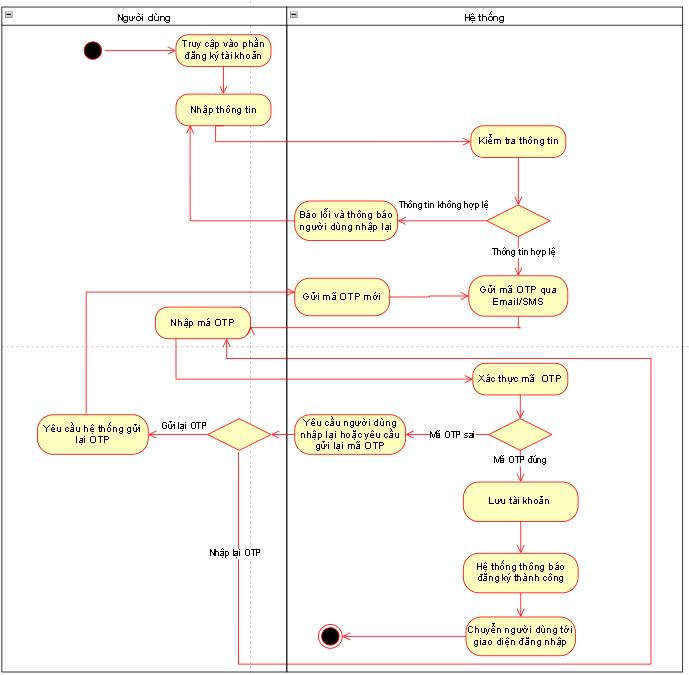 Người dùng
Hệ thống
Truy cập vào phần
đăng ký tài khoản
Nhập thông tin
Kiểm tra thông tin
Thông tin không hợp lệ
Báo lỗi và thông báo
người dùng nhập lại
Thông tin hợp lệ
Gửi mã OTP mới
Gửi mã OTP qua
Email/SMS
Nhập mã OTP
Xác thực mã OTP
Yêu cầu hệ thống gửi
lại OTP
Gửi lại OTP
Yêu cầu người dùng
nhập lại hoặc yêu cầu
gửi lại mã OTP
Mã OTP sai
Mã OTP đúng
Lưu tài khoản
Nhập lại OTP
Hệ thống thông báo
đăng ký thành công
Chuyển người dùng tới
giao diện đăng nhập